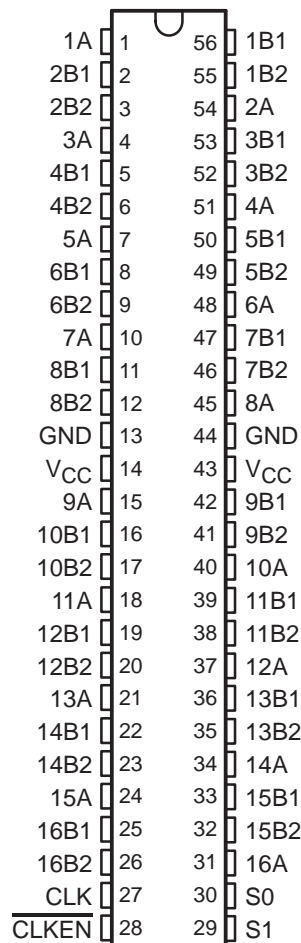 1A 1 56 1B1
2B1 2 55 1B2
2B2 3 54 2A
3A 4 53 3B1
4B1 5 52 3B2
4B2 6 51 4A
5A 7 50 5B1
6B1 8 49 5B2
6B2 9 48 6A
7A 10 47 7B1
8B1 11 46 7B2
8B2 12 45 8A
GND 13 44 GND
VCC 14 43 VCC
9A 15 42 9B1
10B1 16 41 9B2
10B2 17 40 10A
11A 18 39 11B1
12B1 19 38 11B2
12B2 20 37 12A
13A 21 36 13B1
14B1 22 35 13B2
14B2 23 34 14A
15A 24 33 15B1
16B1 25 32 15B2
16B2 26 31 16A
CLK 27 30 S0
CLKEN 28 29 S1